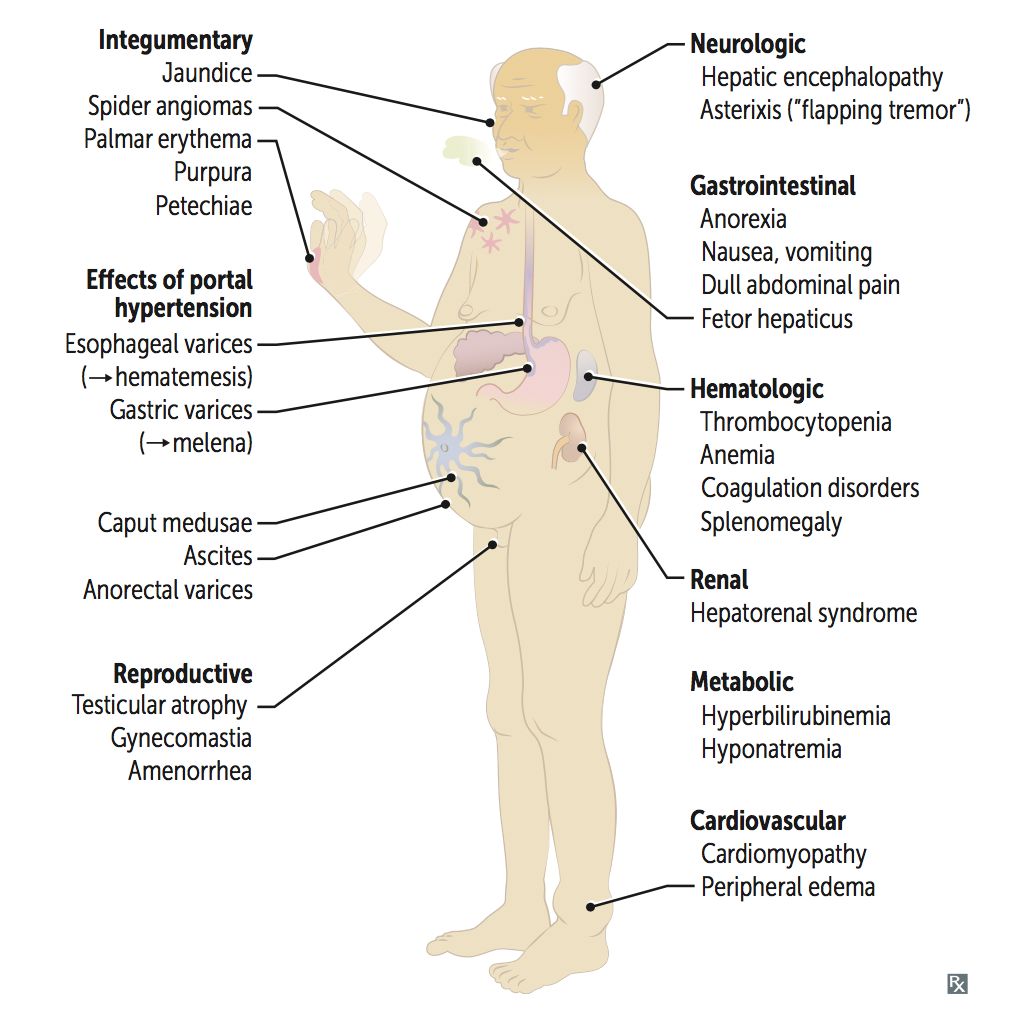 Integumentary
Jaundice
Spider angiomas
Palmar erythema
Purpura
Petechiae
Effects of portal
hypertension
Esophageal varices
(→hematemesis)
Gastric varices
(→melena)
Caput medusae
Ascites
Anorectal varices
Reproductive
Testicular atrophy
Gynecomastia
Amenorrhea
Neurologic
Hepatic encephalopathy
Asterixis ("flapping tremor")
Gastrointestinal
Anorexia
Nausea, vomiting
Dull abdominal pain
Fetor hepaticus
Hematologic
Thrombocytopenia
Anemia
Coagulation disorders
Splenomegaly
Renal
Hepatorenal syndrome
Metabolic
Hyperbilirubinemia
Hyponatremia
Cardiovascular
Cardiomyopathy
Peripheral edema
Rx